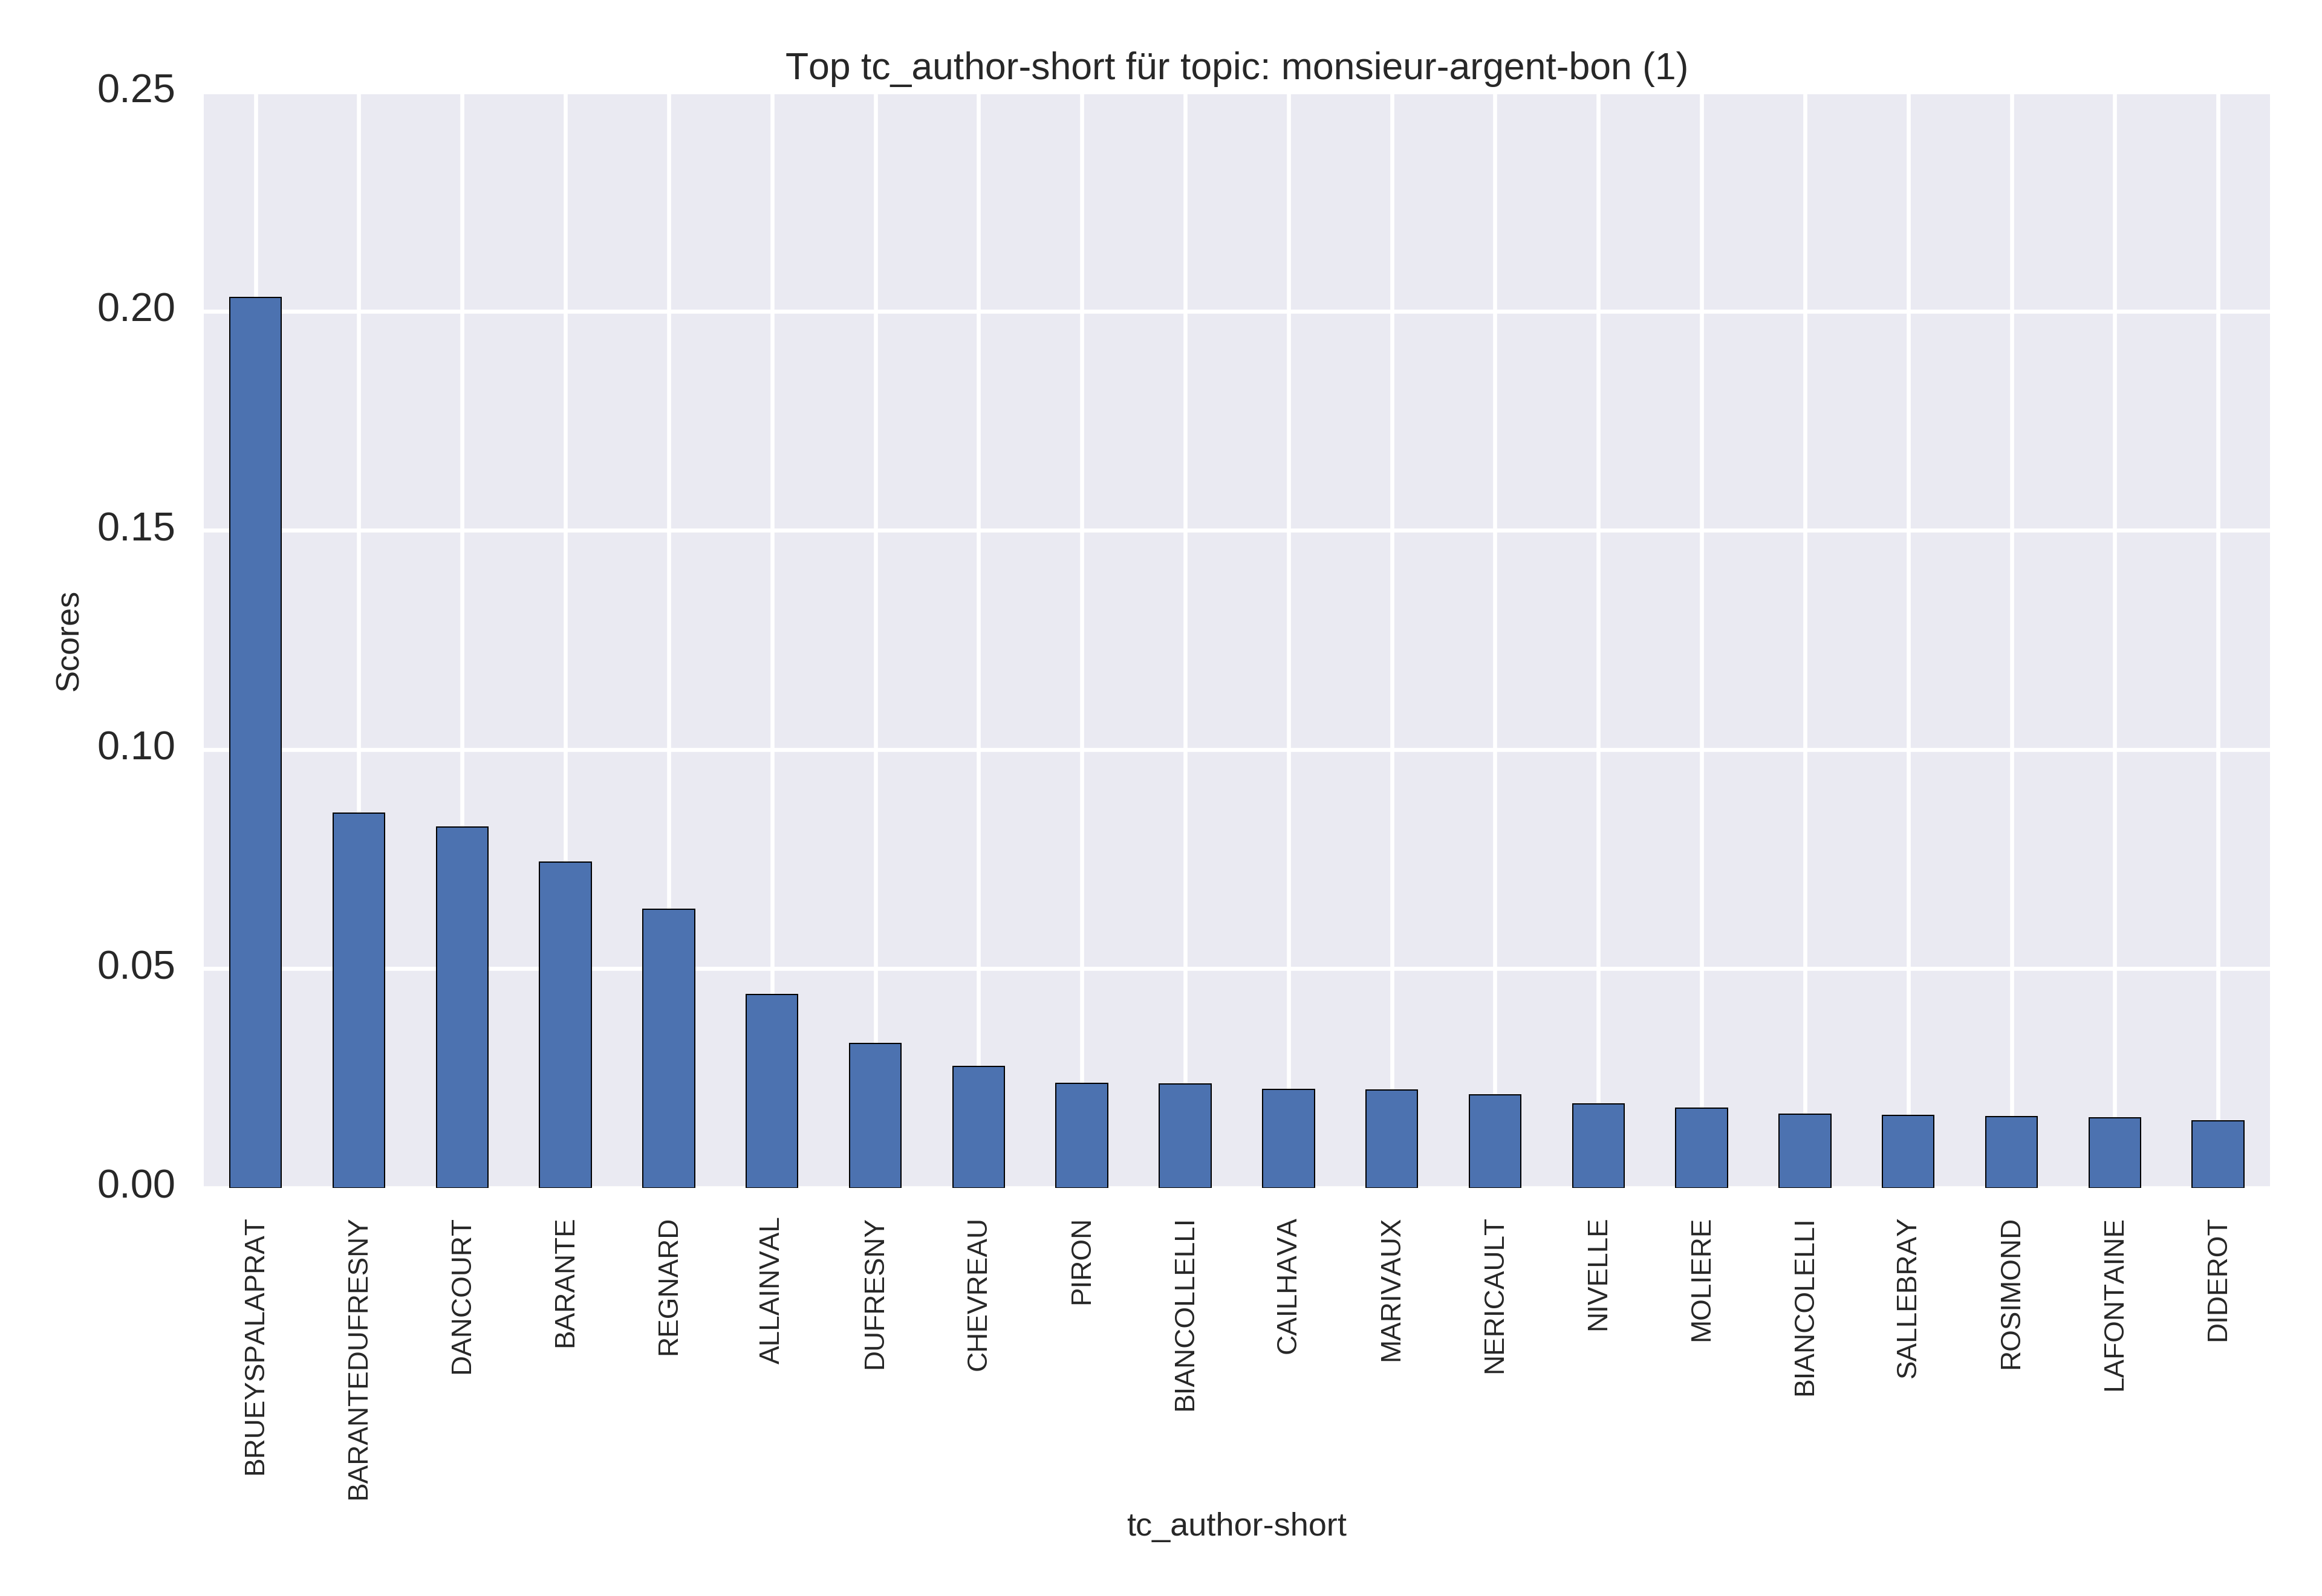 Top tc_author-short für topic: monsieur-argent-bon (1)
0.25
0.20
0.15
0.10
0.05
0.00
Scores
BRUEYSPALAPRAT
BARANTEDUFRESNY
DANCOURT
BARANTE
REGNARD
ALLAINVAL
DUFRESNY
CHEVREAU
PIRON
BIANCOLLELLI
CAILHAVA
MARIVAUX
NERICAULT
NIVELLE
MOLIERE
BIANCOLELLI
SALLEBRAY
ROSIMOND
LAFONTAINE
DIDEROT
tc_author-short